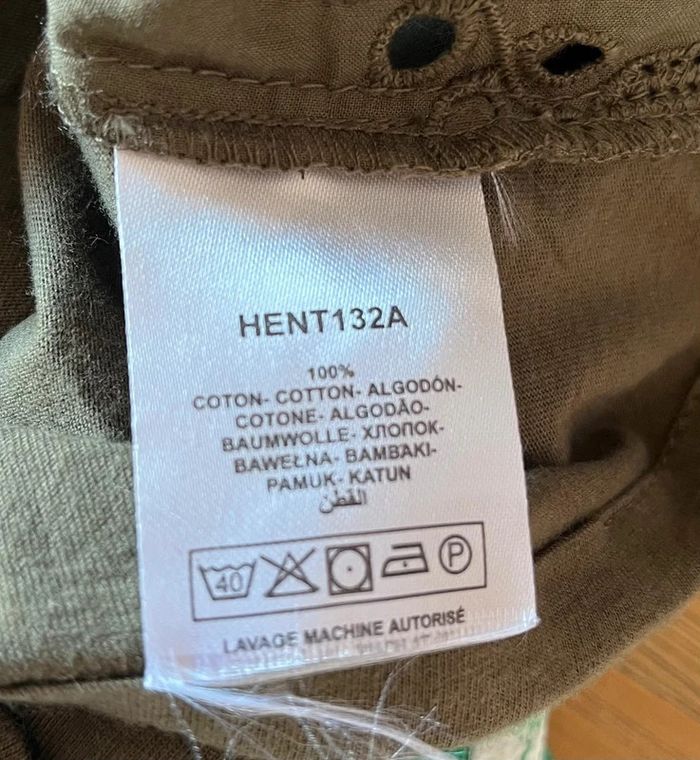 HENT132A
100%
COTON- COTTON- ALGODÓN-
COTONE- ALGODÃO-
BAUMWOLLE- ХЛОПОК-
BAWEŁNA- BAMBAKI-
PAMUK- KATUN
القطن
40
P
LAVAGE MACHINE AUTORISÉ